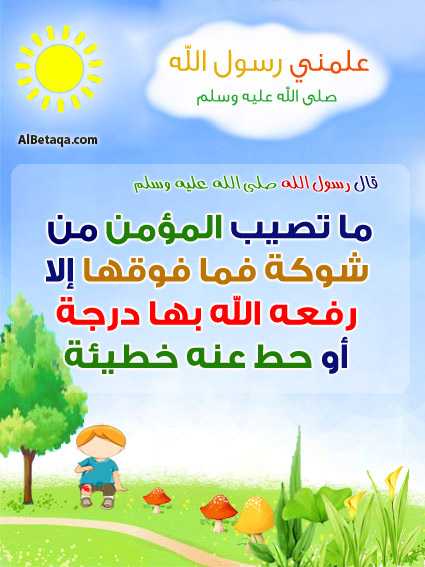 علمني رسول الله
صلى الله عليه وسلم
AlBetaqa.com
قال رسول الله صلى الله عليه وسلم
ما تصيب المؤمن من
شوكة فما فوقها إلا
رفعه الله بها درجة
أو حط عنه خطيئة